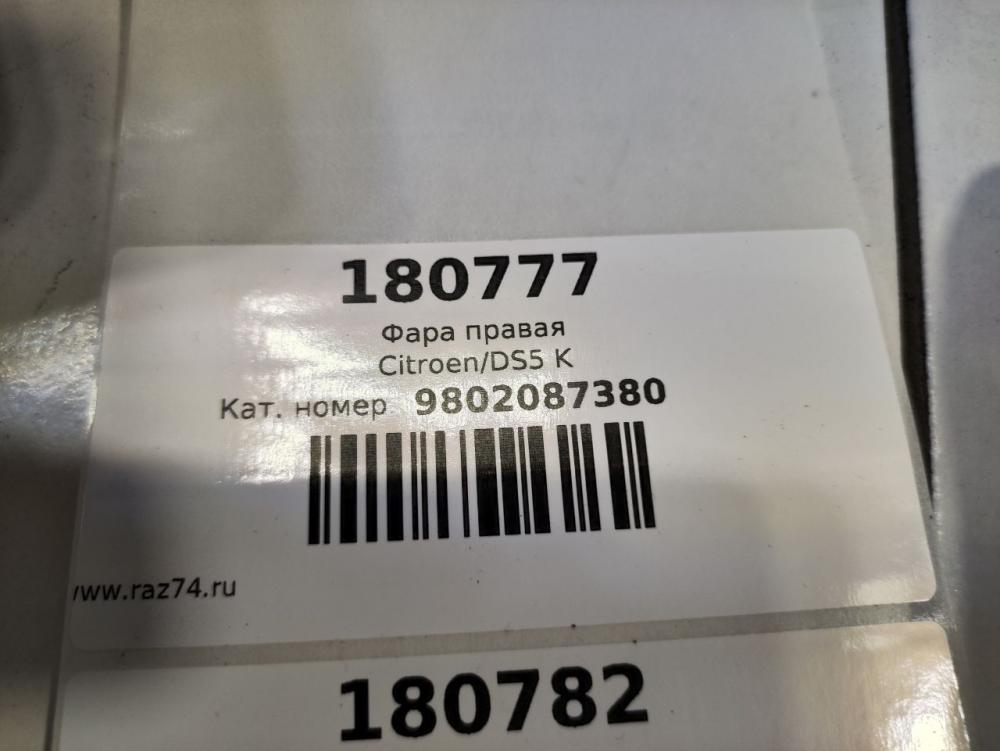 180777
Фара правая
Citroen/DS5 K
Кат. номер 9802087380
www.raz74.ru
180782